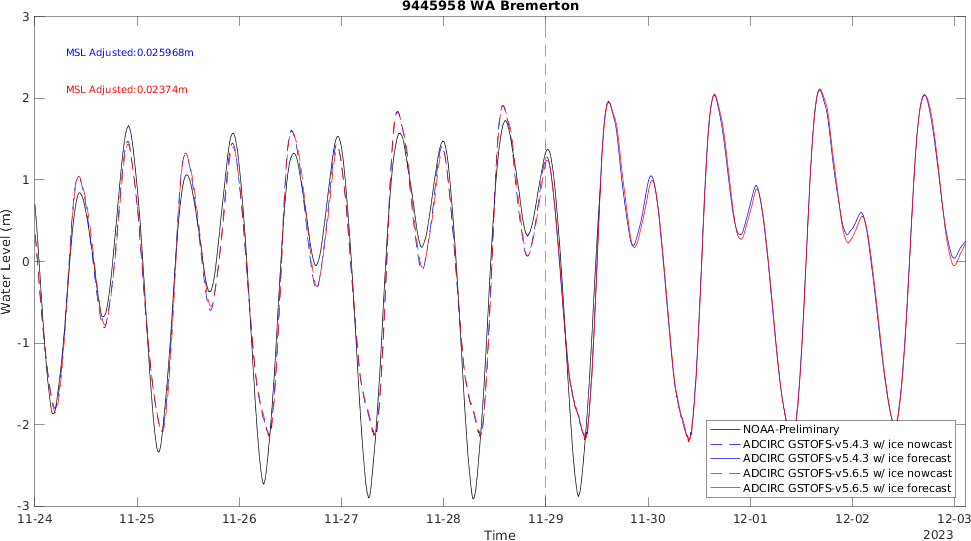 9445958 WA Bremerton
MSL Adjusted:0.025968m
MSL Adjusted:0.02374m
Water Level (m)
3
2
1
0
-1
-2
-3
NOAA-Preliminary
ADCIRC GSTOFS-v5.4.3 w/ ice nowcast
ADCIRC GSTOFS-v5.4.3 w/ ice forecast
ADCIRC GSTOFS-v5.6.5 w/ ice nowcast
ADCIRC GSTOFS-v5.6.5 w/ ice forecast
11-24 11-25 11-26 11-27 11-28 11-29 11-30 12-01 12-02 12-03
Time
2023